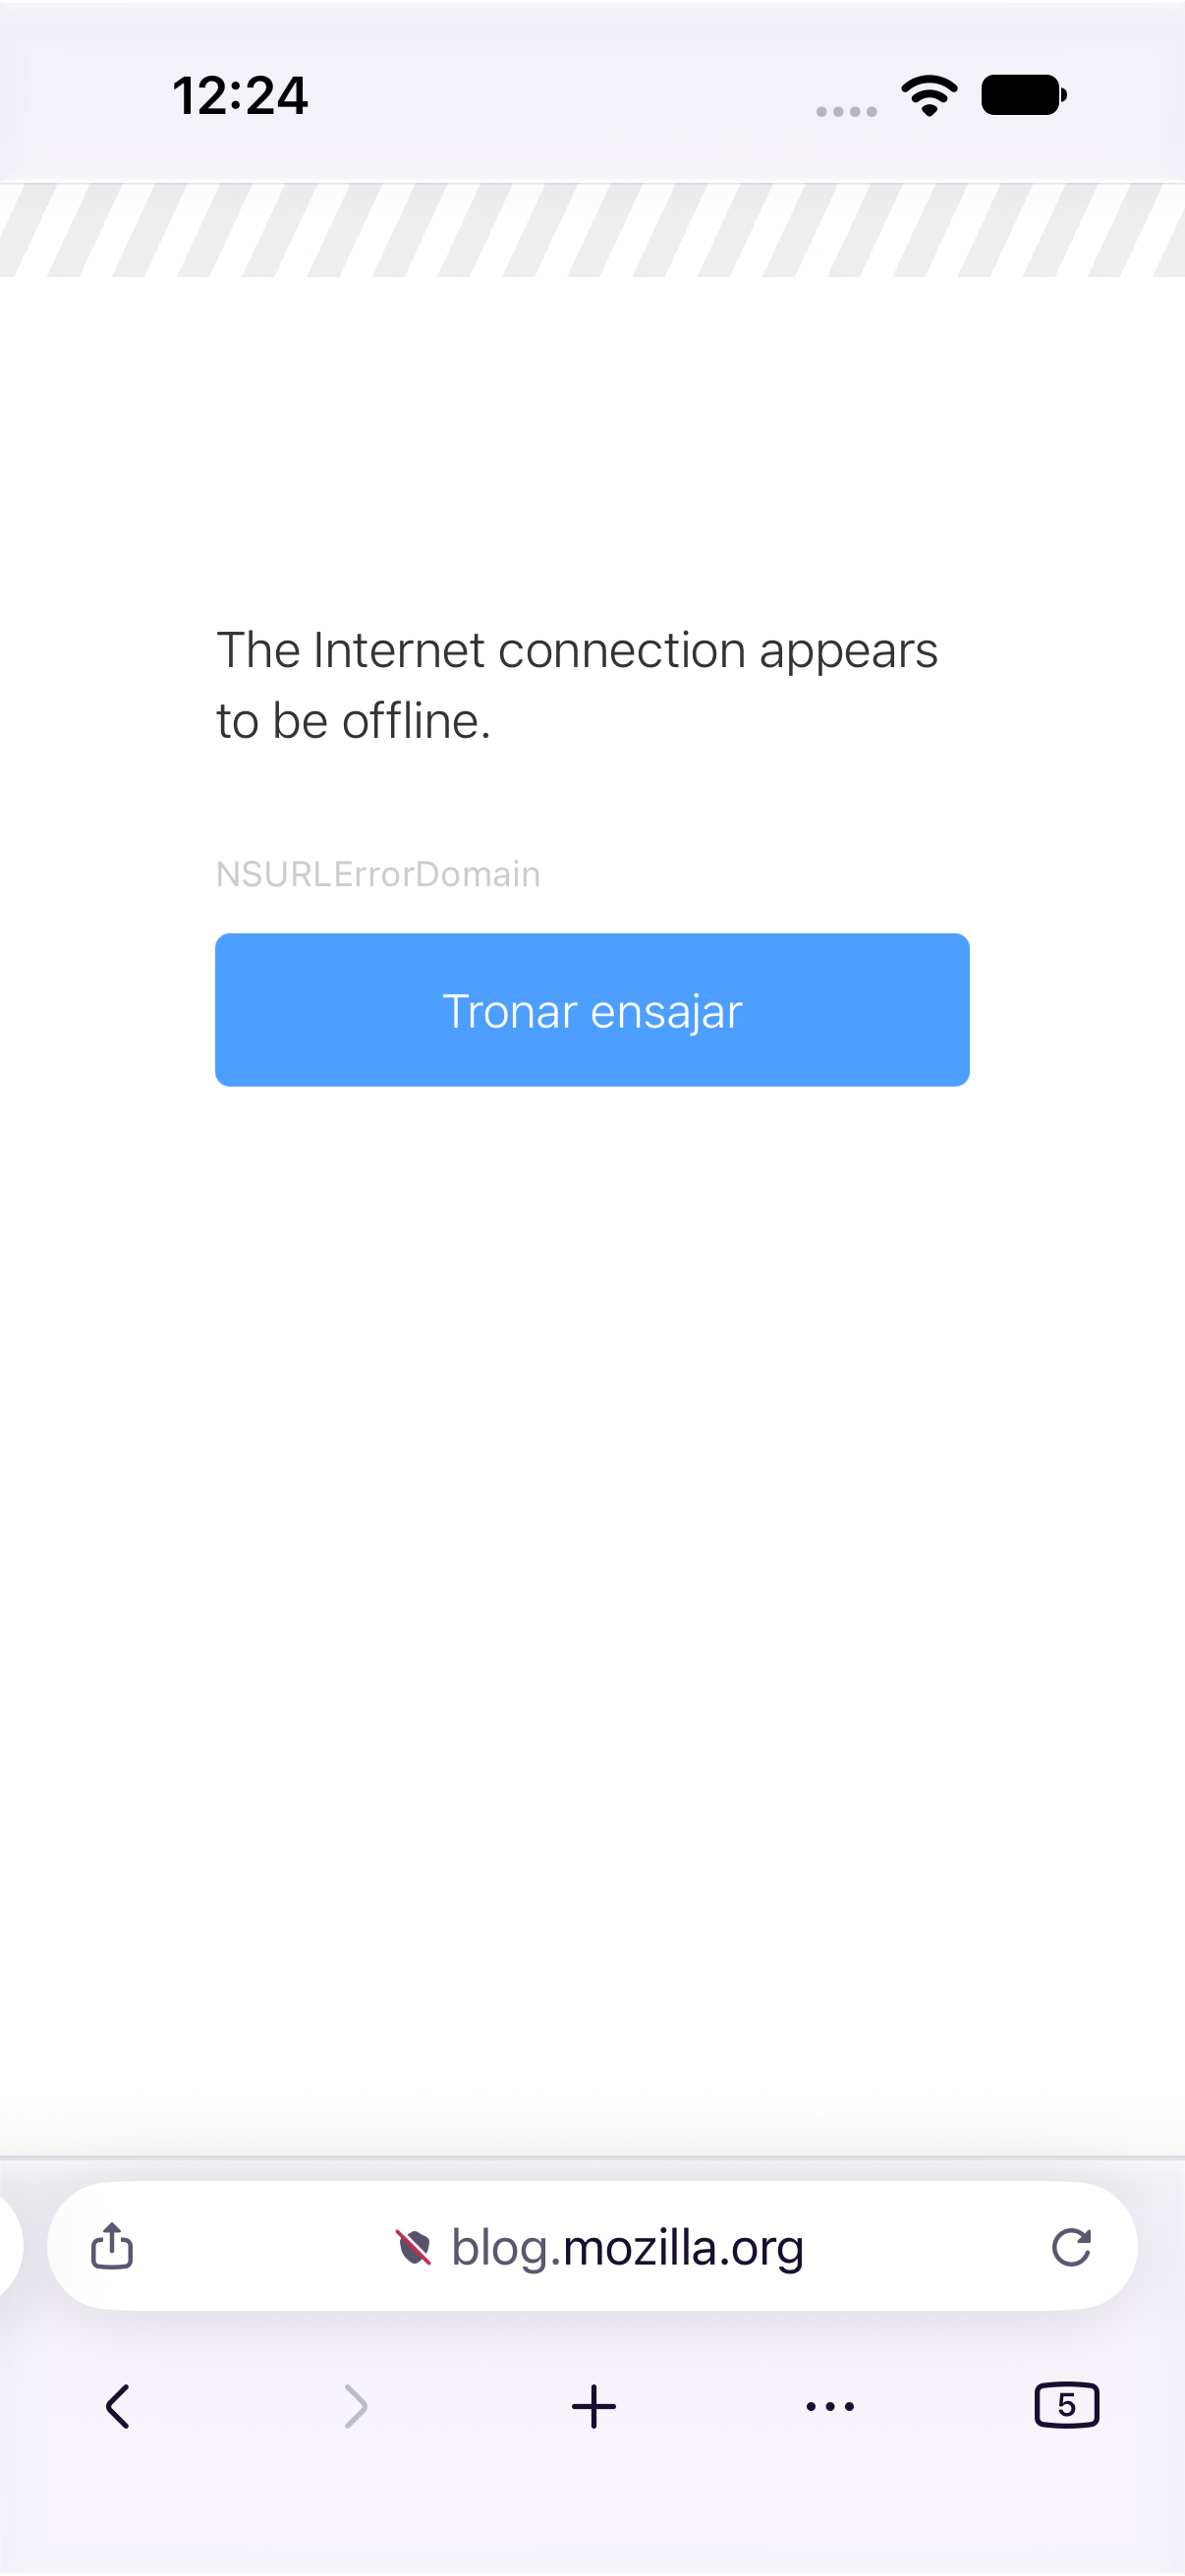 12:24
The Internet connection appears
to be offline.
NSURLErrorDomain
Tronar ensajar
blog.mozilla.org
5